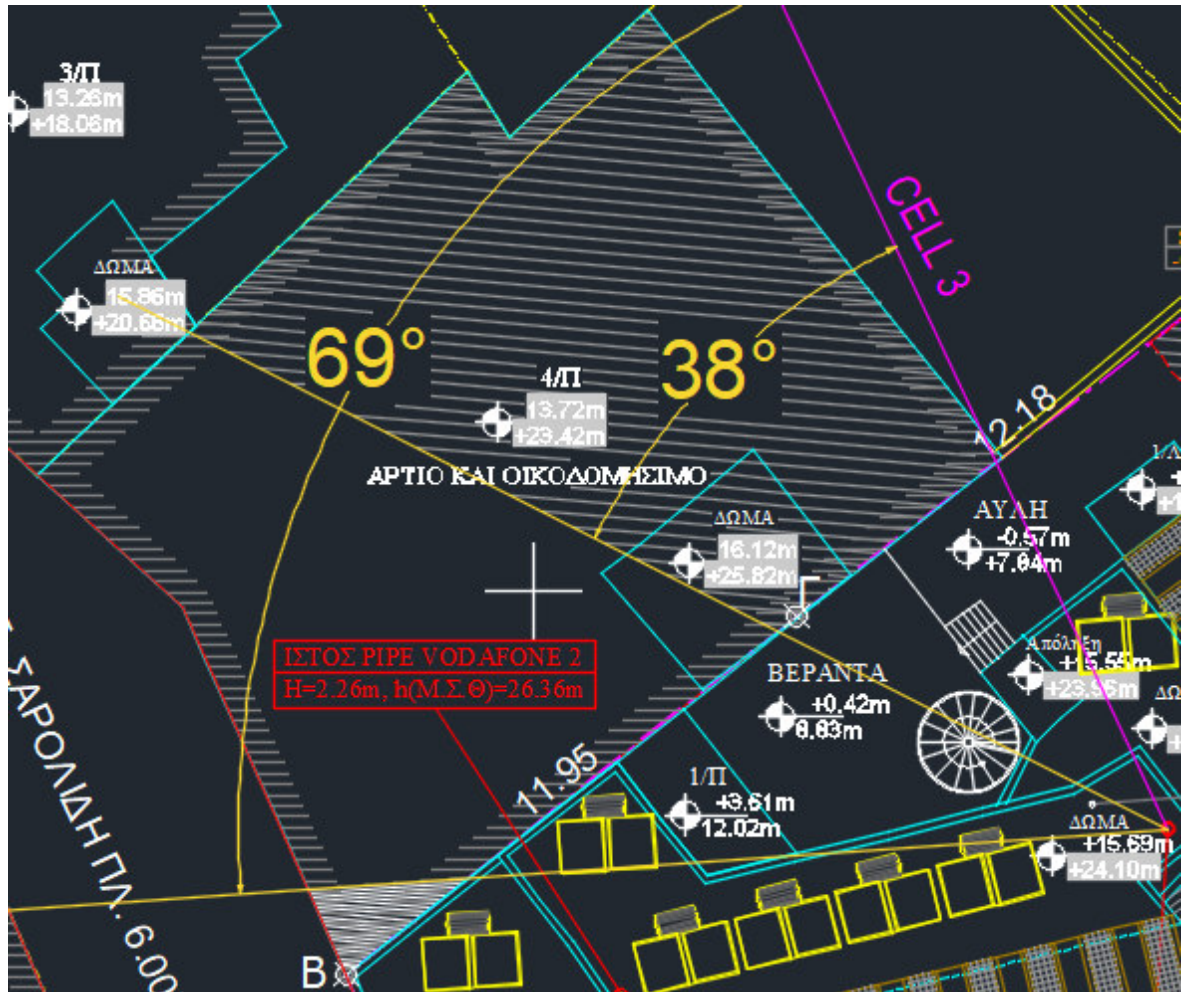 3/Π
13.26m
+18.06m
CELL 3
ΔΩΜΑ
15.86m
+20.66m
69°
38°
4/Π
13.72m
+23.42m
12.18
ΑΡΤΙΟ ΚΑΙ ΟΙΚΟΔΟΜΗΣΙΜΟ
ΔΩΜΑ
16.12m
+25.82m
Γ
ΑΥΛΗ
-0.57m
+7.84m
ΙΣΤΟΣ PIPE VODAFONE 2
H=2.26m, h(Μ.Σ.Θ)=26.36m
ΒΕΡΑΝΤΑ
+0.42m
8.83m
Απόληξη
+15.55m
+23.96m
11.95
1/Π
+3.61m
12.02m
ΔΩΜΑ
+15.69m
+24.10m
ΣΑΡΟΛΙΔΗ ΠΛ. 6.00
B